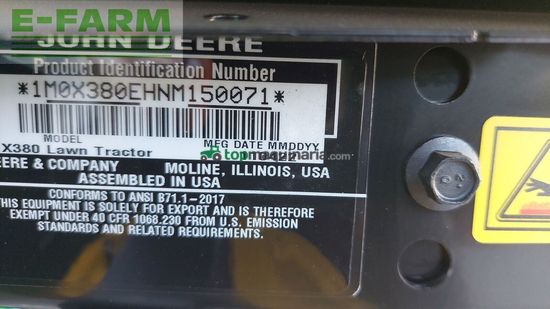 E-FARM
JOHN DEERE
Product Identification Number
*1M0X380EHNM150071*
MODEL
MFG DATE MMDDYY
X380 Lawn Tractor
topmaquinaria.com
EERE & COMPANY MOLINE, ILLINOIS, USA
ASSEMBLED IN USA
CONFORMS TO ANSI B71.1-2017
THIS EQUIPMENT IS SOLELY FOR EXPORT AND IS THEREFORE
EXEMPT UNDER 40 CFR 1068.230 FROM U.S. EMISSION
STANDARDS AND RELATED REQUIREMENTS.